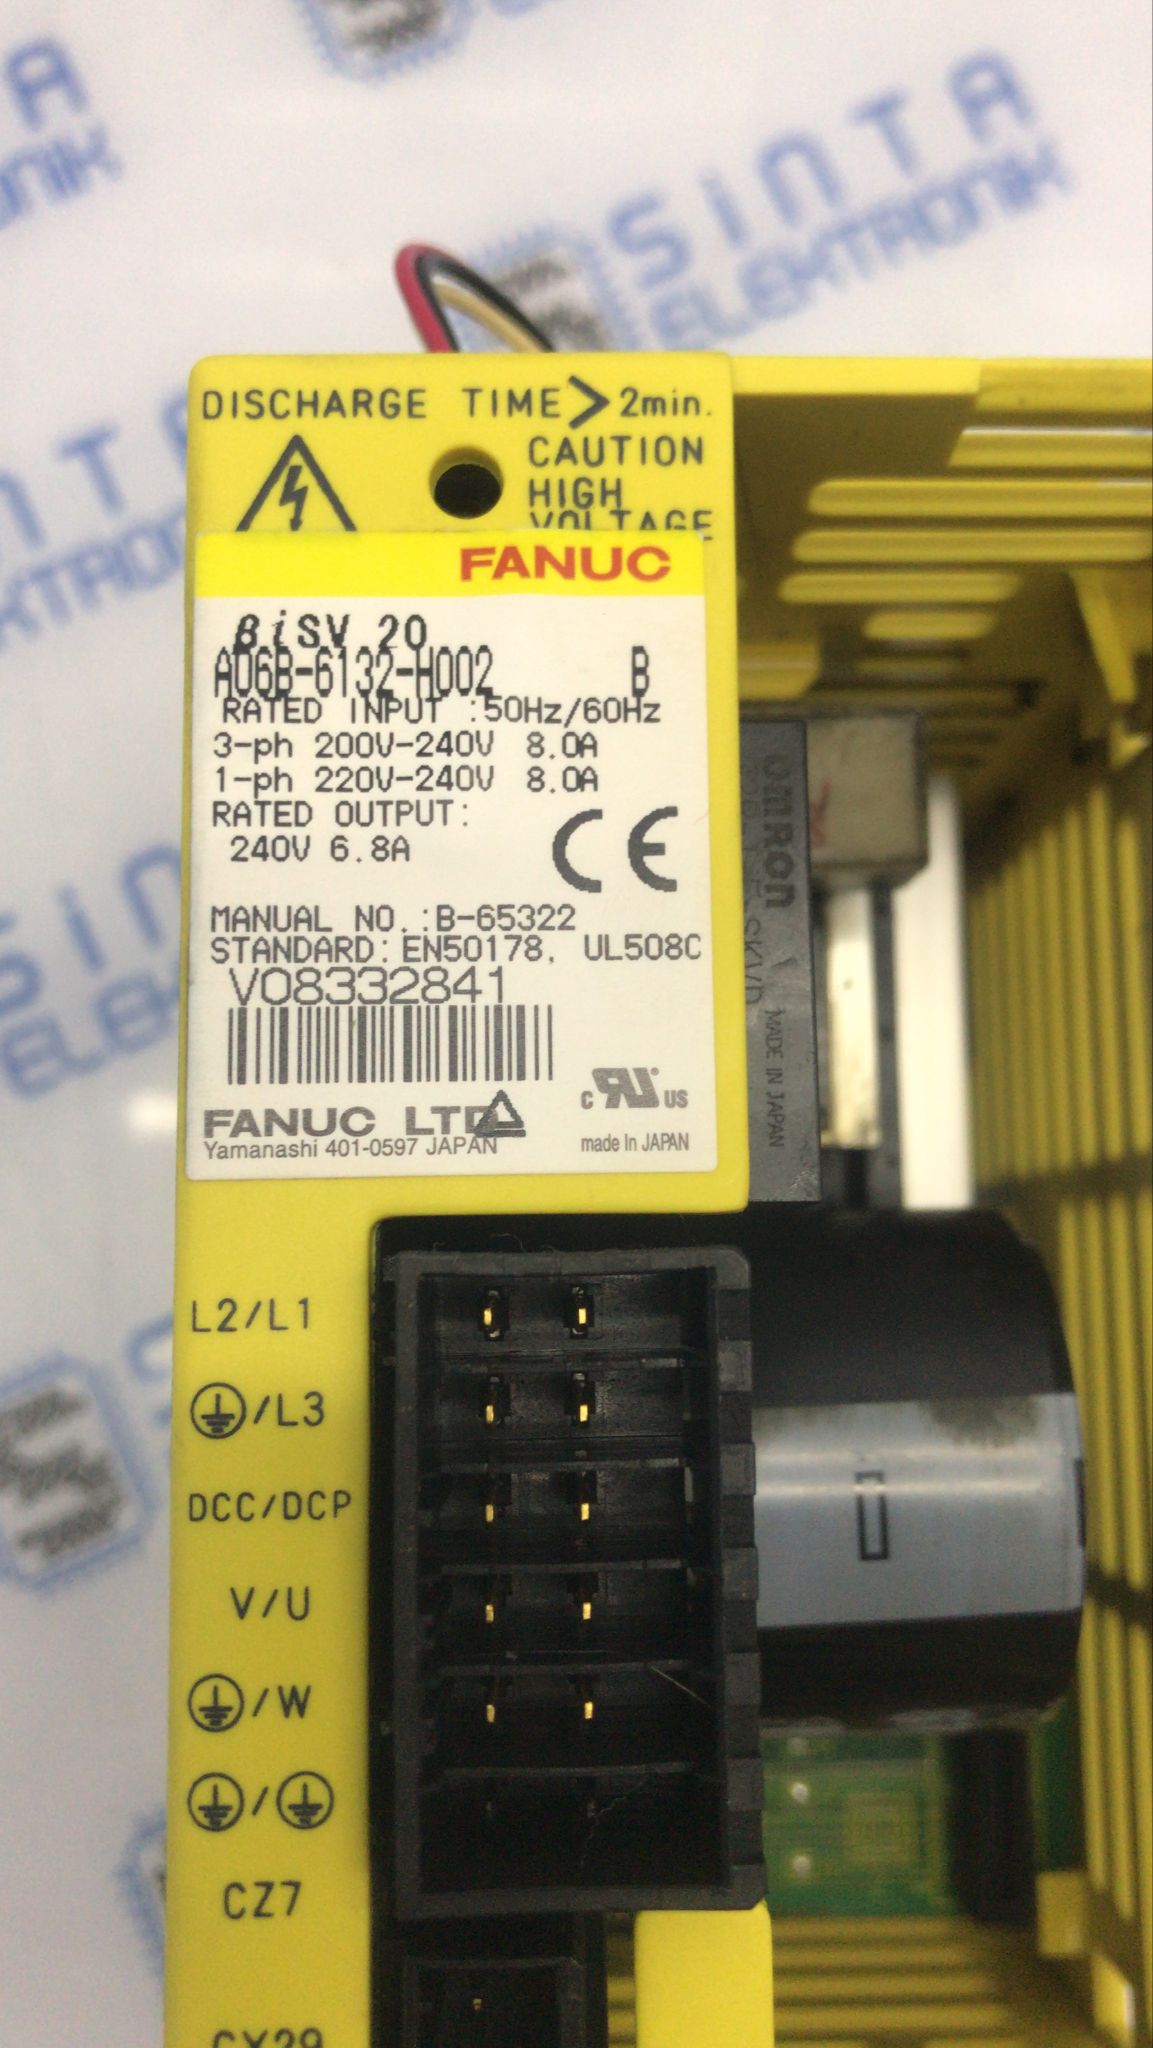 SiNTA
ELEKTRONIK
DISCHARGE TIME > 2min.
CAUTION
HIGH
VOLTAGE
FANUC
βiSV 20
A06B-6132-H002 B
RATED INPUT :50Hz/60Hz
3-ph 200V-240V 8.0A
1-ph 220V-240V 8.0A
RATED OUTPUT:
240V 6.8A
CE
MANUAL NO.:B-65322
STANDARD: EN50178, UL508C
V08332841
FANUC LTD
Yamanashi 401-0597 JAPAN
c RU US
made In JAPAN
omron
MADE IN JAPAN
L2/L1
/L3
DCC/DCP
V/U
/W
/
CZ7
CX29